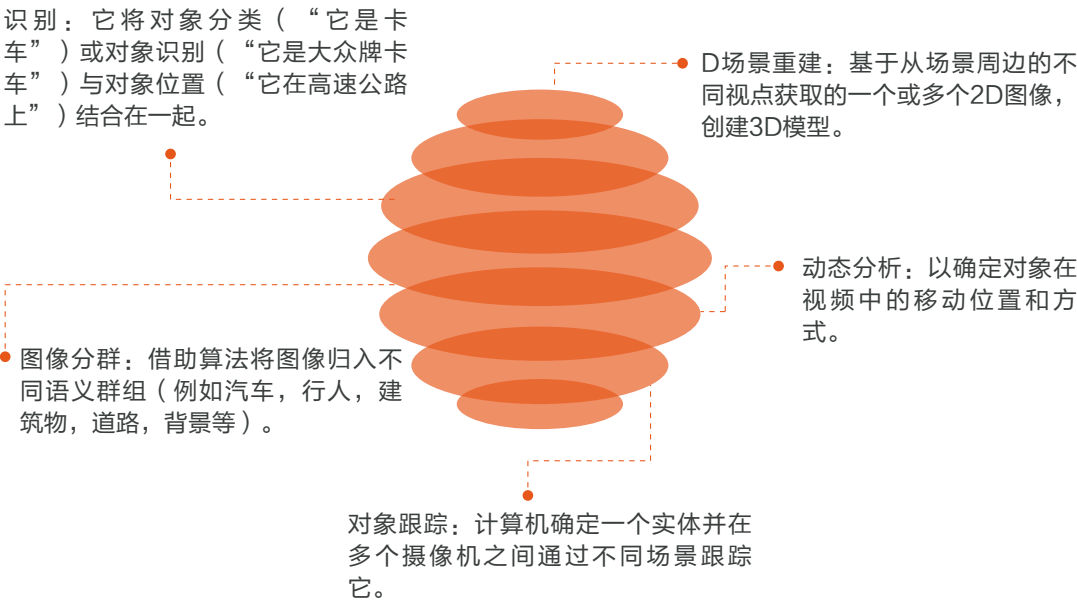 识别：它将对象分类（“它是卡
车”）或对象识别（“它是大众牌卡
车”）与对象位置（“它在高速公路
上”）结合在一起。
D场景重建：基于从场景周边的不
同视点获取的一个或多个2D图像，
创建3D模型。
动态分析：以确定对象在
视频中的移动位置和方
式。
图像分群：借助算法将图像归入不
同语义群组（例如汽车，行人，建
筑物，道路，背景等）。
对象跟踪：计算机确定一个实体并在
多个摄像机之间通过不同场景跟踪
它。